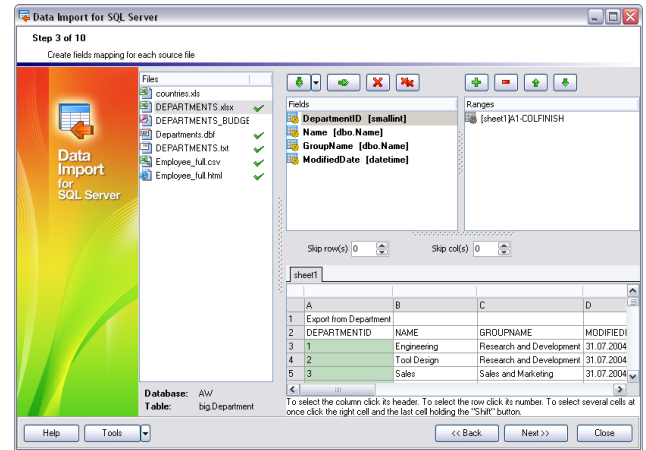 Data Import for SQL Server
Step 3 of 10
Create fields mapping for each source file
Data
Import
for
SQL Server
Files
countries.xls
DEPARTMENTS.xlsx
DEPARTMENTS_BUDGE
Departments.dbf
DEPARTMENTS.txt
Employee_full.csv
Employee_full.html
Database: AW
Table: big.Department
Fields
DepartmentID [smallint]
Name [dbo.Name]
GroupName [dbo.Name]
ModifiedDate [datetime]
Ranges
[sheet1]A1-COLFINISH
Skip row(s) 0 Skip col(s) 0
sheet1
A B C D
1 Export from Department
2 DEPARTMENTID NAME GROUPNAME MODIFIED
3 1 Engineering Research and Development 31.07.2004
4 2 Tool Design Research and Development 31.07.2004
5 3 Sales Sales and Marketing 31.07.2004
To select the column click its header. To select the row click its number. To select several cells at
once click the right cell and the last cell holding the "Shift" button.
Help Tools << Back Next >> Close